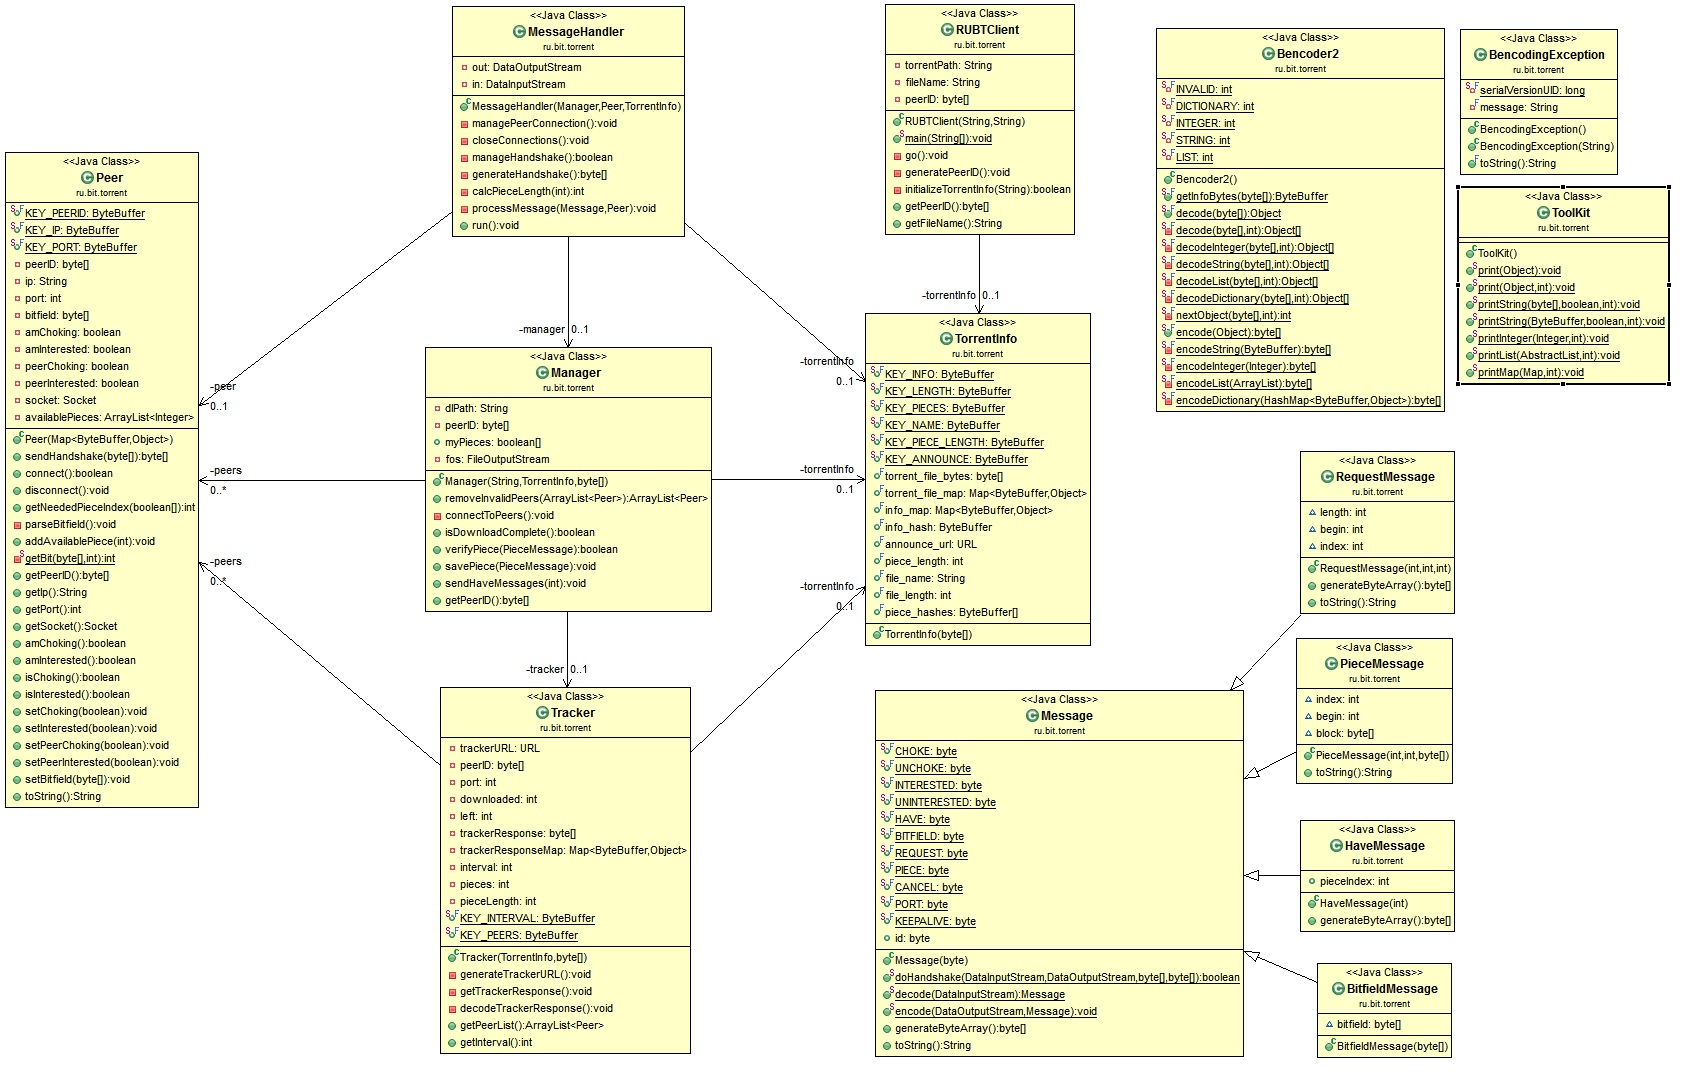 <<Java Class>>
MessageHandler
ru.bit.torrent
out: DataOutputStream
in: DataInputStream
MessageHandler(Manager,Peer,TorrentInfo)
managePeerConnection():void
closeConnections():void
manageHandshake():boolean
generateHandshake():byte[]
calcPieceLength(int):int
processMessage(Message,Peer):void
run():void
<<Java Class>>
RUBTClient
ru.bit.torrent
torrentPath: String
fileName: String
peerID: byte[]
RUBTClient(String,String)
main(String[]):void
go():void
generatePeerID():void
initializeTorrentInfo(String):boolean
getPeerID():byte[]
getFileName():String
<<Java Class>>
Bencoder2
ru.bit.torrent
INVALID: int
DICTIONARY: int
INTEGER: int
STRING: int
LIST: int
Bencoder2()
getInfoBytes(byte[]):ByteBuffer
decode(byte[]):Object
decode(byte[],int):Object[]
decodeInteger(byte[],int):Object[]
decodeString(byte[],int):Object[]
decodeList(byte[],int):Object[]
decodeDictionary(byte[],int):Object[]
nextObject(byte[],int):int
encode(Object):byte[]
encodeString(ByteBuffer):byte[]
encodeInteger(Integer):byte[]
encodeList(ArrayList):byte[]
encodeDictionary(HashMap<ByteBuffer,Object>):byte[]
<<Java Class>>
BencodingException
ru.bit.torrent
serialVersionUID: long
message: String
BencodingException()
BencodingException(String)
toString():String
<<Java Class>>
ToolKit
ru.bit.torrent
ToolKit()
print(Object):void
print(Object,int):void
printString(byte[],boolean,int):void
printString(ByteBuffer,boolean,int):void
printInteger(Integer,int):void
printList(AbstractList,int):void
printMap(Map,int):void
<<Java Class>>
Peer
ru.bit.torrent
KEY_PEERID: ByteBuffer
KEY_IP: ByteBuffer
KEY_PORT: ByteBuffer
peerID: byte[]
ip: String
port: int
bitfield: byte[]
amChoking: boolean
amInterested: boolean
peerChoking: boolean
peerInterested: boolean
socket: Socket
availablePieces: ArrayList<Integer>
Peer(Map<ByteBuffer,Object>)
sendHandshake(byte[]):byte[]
connect():boolean
disconnect():void
getNeededPieceIndex(boolean[]):int
parseBitfield():void
addAvailablePiece(int):void
getBit(byte[],int):int
getPeerID():byte[]
getIp():String
getPort():int
getSocket():Socket
amChoking():boolean
amInterested():boolean
isChoking():boolean
isInterested():boolean
setChoking(boolean):void
setInterested(boolean):void
setPeerChoking(boolean):void
setPeerInterested(boolean):void
setBitfield(byte[]):void
toString():String
-peer
0..1
-peers
0..*
-peers
0..*
-manager 0..1
-torrentInfo 0..1
-torrentInfo
0..1
-torrentInfo
0..1
-torrentInfo
0..1
-tracker 0..1
<<Java Class>>
Manager
ru.bit.torrent
dlPath: String
peerID: byte[]
myPieces: boolean[]
fos: FileOutputStream
Manager(String,TorrentInfo,byte[])
removeInvalidPeers(ArrayList<Peer>):ArrayList<Peer>
connectToPeers():void
isDownloadComplete():boolean
verifyPiece(PieceMessage):boolean
savePiece(PieceMessage):void
sendHaveMessages(int):void
getPeerID():byte[]
<<Java Class>>
TorrentInfo
ru.bit.torrent
KEY_INFO: ByteBuffer
KEY_LENGTH: ByteBuffer
KEY_PIECES: ByteBuffer
KEY_NAME: ByteBuffer
KEY_PIECE_LENGTH: ByteBuffer
KEY_ANNOUNCE: ByteBuffer
torrent_file_bytes: byte[]
torrent_file_map: Map<ByteBuffer,Object>
info_map: Map<ByteBuffer,Object>
info_hash: ByteBuffer
announce_url: URL
piece_length: int
file_name: String
file_length: int
piece_hashes: ByteBuffer[]
TorrentInfo(byte[])
<<Java Class>>
Tracker
ru.bit.torrent
trackerURL: URL
peerID: byte[]
port: int
downloaded: int
left: int
trackerResponse: byte[]
trackerResponseMap: Map<ByteBuffer,Object>
interval: int
pieces: int
pieceLength: int
KEY_INTERVAL: ByteBuffer
KEY_PEERS: ByteBuffer
Tracker(TorrentInfo,byte[])
generateTrackerURL():void
getTrackerResponse():void
decodeTrackerResponse():void
getPeerList():ArrayList<Peer>
getInterval():int
<<Java Class>>
Message
ru.bit.torrent
CHOKE: byte
UNCHOKE: byte
INTERESTED: byte
UNINTERESTED: byte
HAVE: byte
BITFIELD: byte
REQUEST: byte
PIECE: byte
CANCEL: byte
PORT: byte
KEEPALIVE: byte
id: byte
Message(byte)
doHandshake(DataInputStream,DataOutputStream,byte[],byte[]):boolean
decode(DataInputStream):Message
encode(DataOutputStream,Message):void
generateByteArray():byte[]
toString():String
<<Java Class>>
RequestMessage
ru.bit.torrent
length: int
begin: int
index: int
RequestMessage(int,int,int)
generateByteArray():byte[]
toString():String
<<Java Class>>
PieceMessage
ru.bit.torrent
index: int
begin: int
block: byte[]
PieceMessage(int,int,byte[])
toString():String
<<Java Class>>
HaveMessage
ru.bit.torrent
pieceIndex: int
HaveMessage(int)
generateByteArray():byte[]
<<Java Class>>
BitfieldMessage
ru.bit.torrent
bitfield: byte[]
BitfieldMessage(byte[])